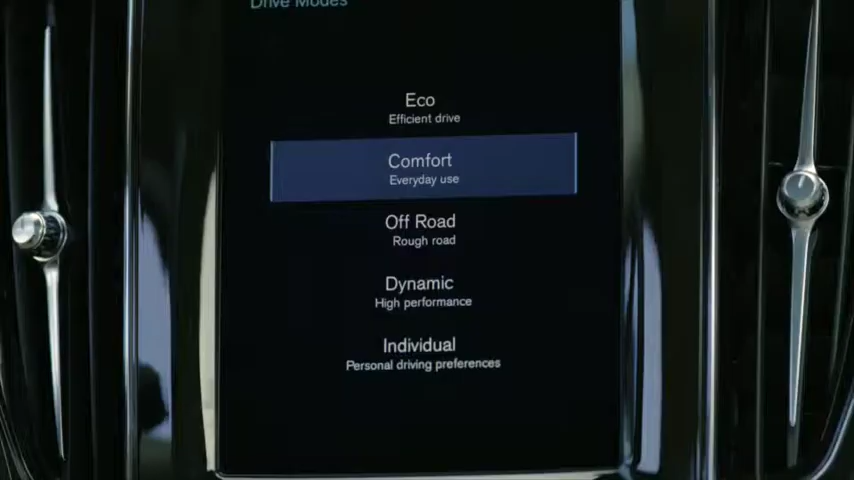 Drive Modes
Eco
Efficient drive
Comfort
Everyday use
Off Road
Rough road
Dynamic
High performance
Individual
Personal driving preferences